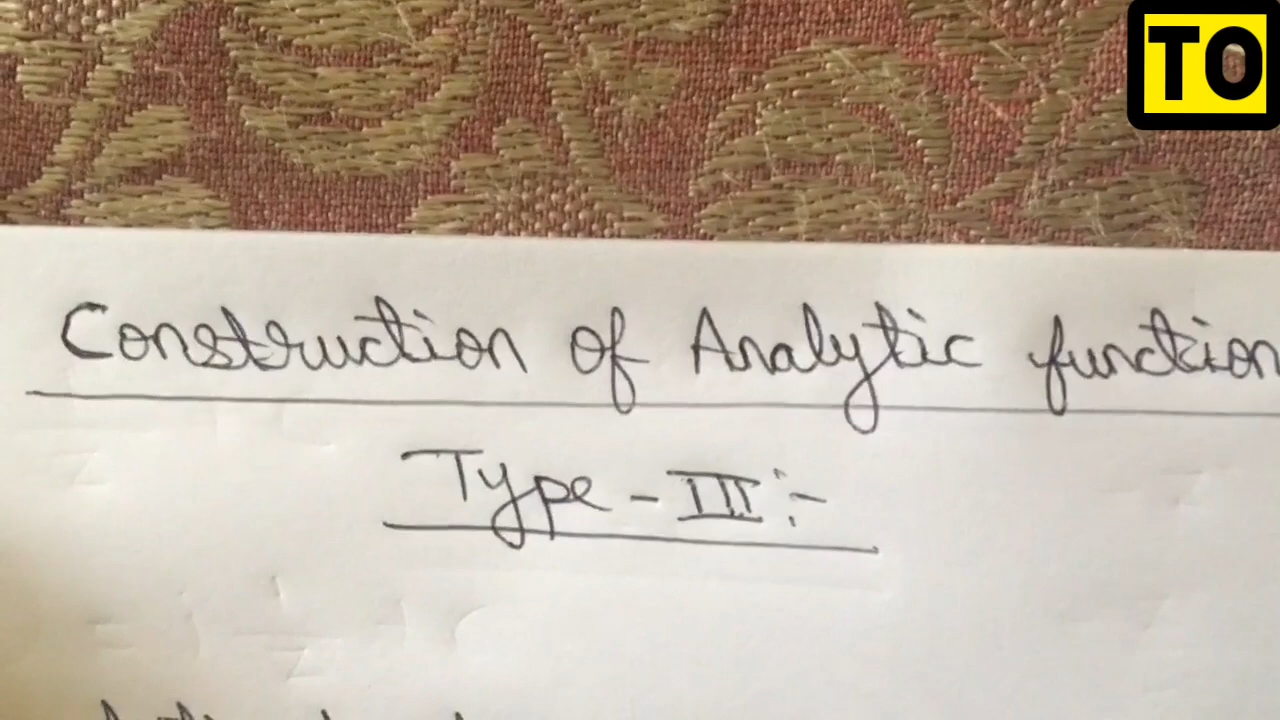 TO
Construction of Analytic function
Type - III :-